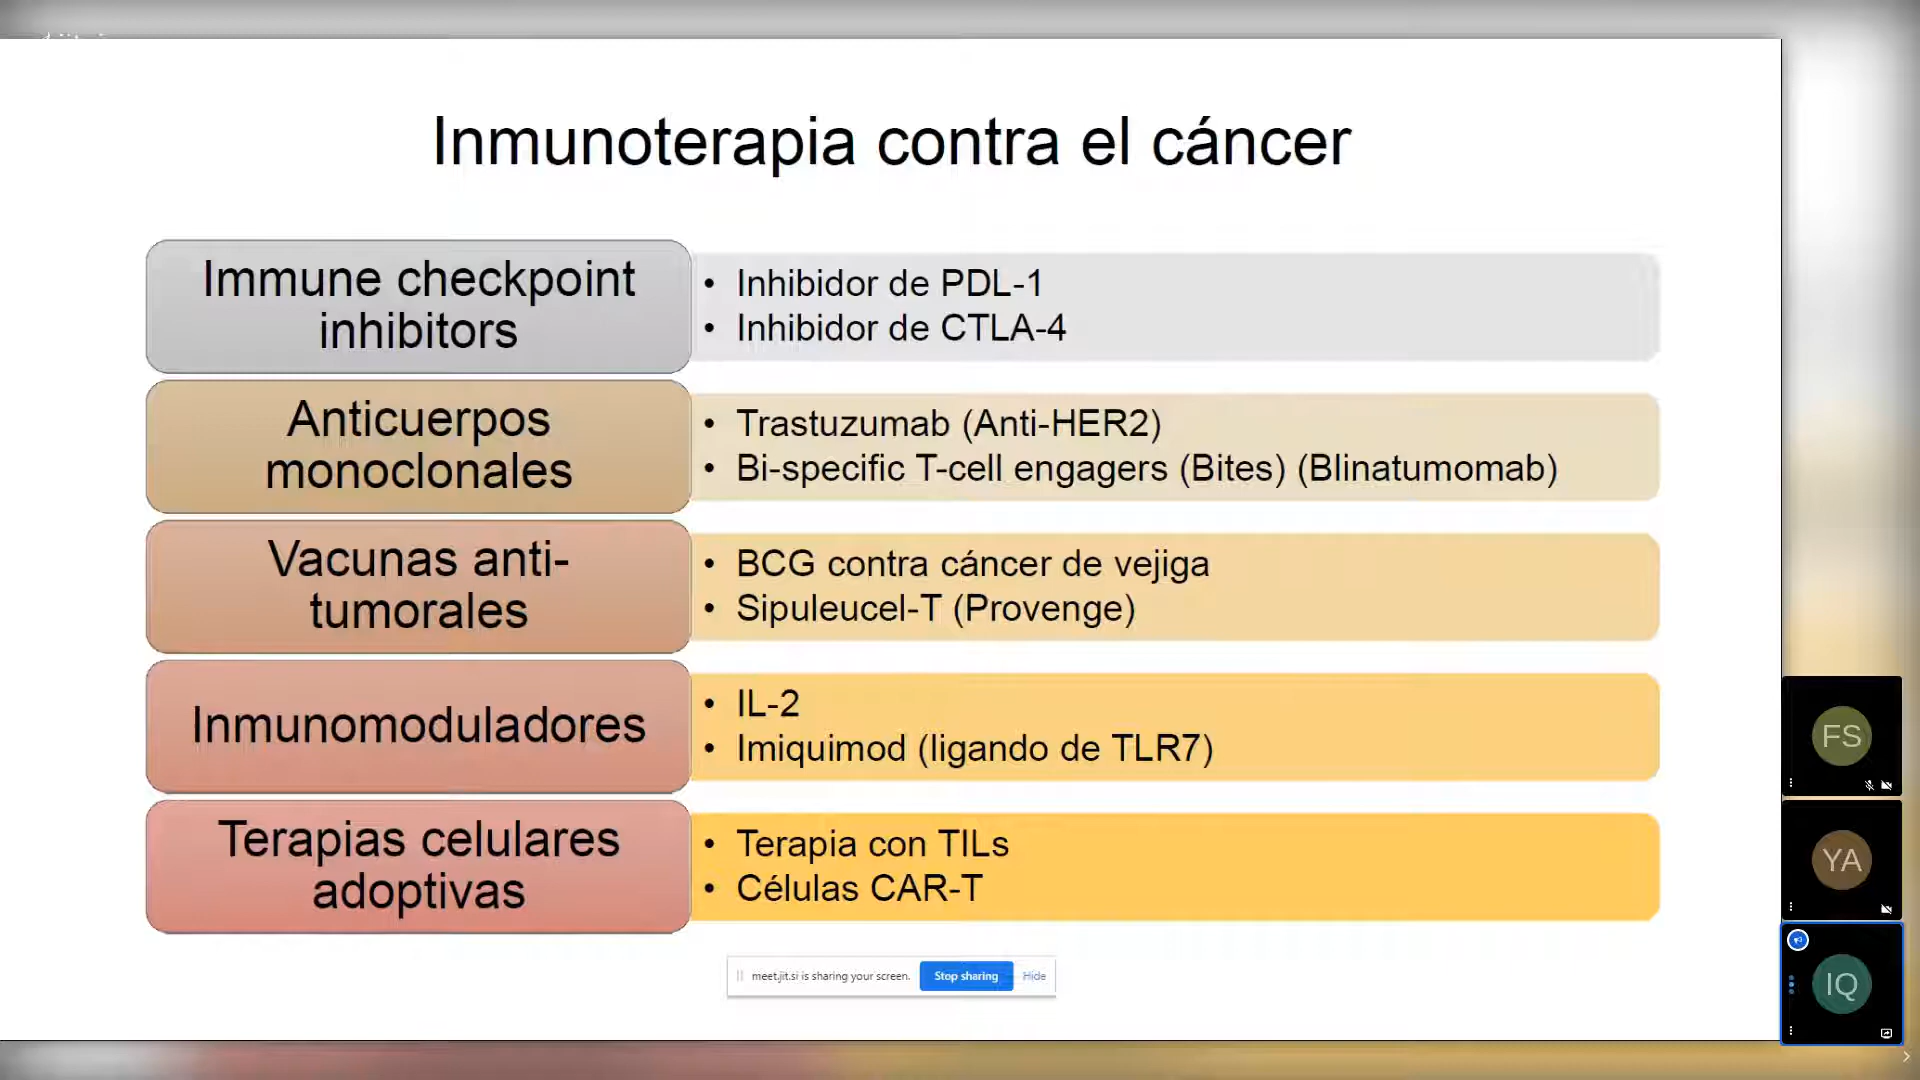 Inmunoterapia contra el cáncer
Immune checkpoint
inhibitors
• Inhibidor de PDL-1
• Inhibidor de CTLA-4
Anticuerpos
monoclonales
• Trastuzumab (Anti-HER2)
• Bi-specific T-cell engagers (Bites) (Blinatumomab)
Vacunas anti-
tumorales
• BCG contra cáncer de vejiga
• Sipuleucel-T (Provenge)
Inmunomoduladores
• IL-2
• Imiquimod (ligando de TLR7)
Terapias celulares
adoptivas
• Terapia con TILs
• Células CAR-T
meet.jit.si is sharing your screen. Stop sharing Hide
FS
YA
IQ